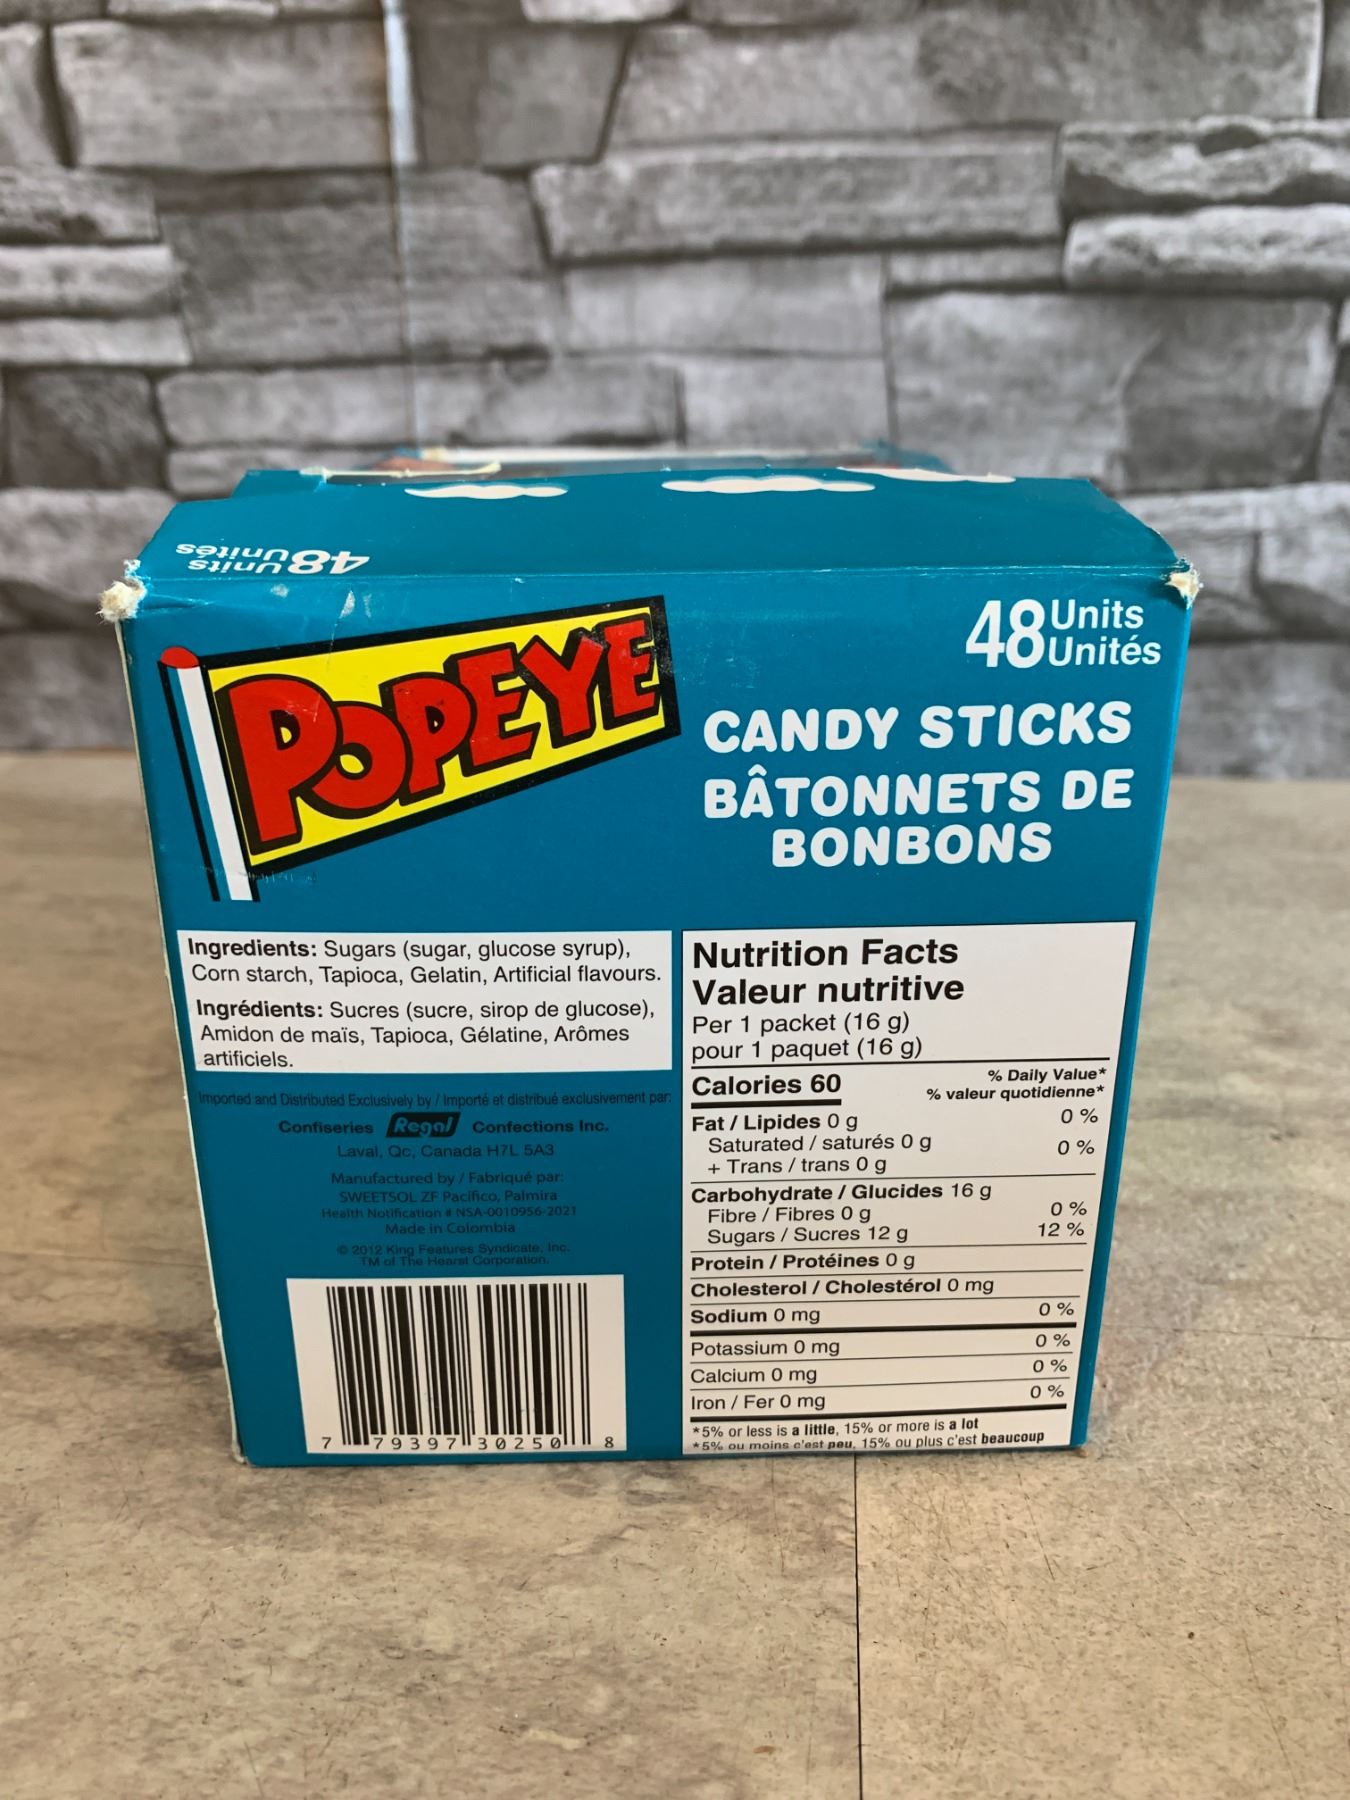 48 Units
Unités
POPEYE
48 Units
Unités
CANDY STICKS
BÂTONNETS DE
BONBONS
Ingredients: Sugars (sugar, glucose syrup),
Corn starch, Tapioca, Gelatin, Artificial flavours.
Ingrédients: Sucres (sucre, sirop de glucose),
Amidon de maïs, Tapioca, Gélatine, Arômes
artificiels.
Imported and Distributed Exclusively by / Importé et distribué exclusivement par:
Confiseries Regal Confections Inc.
Laval, Qc, Canada H7L 5A3
Manufactured by / Fabriqué par:
SWEETSOL ZF Pacífico, Palmira
Health Notification # NSA-0010956-2021
Made in Colombia
© 2012 King Features Syndicate, Inc.
TM of The Hearst Corporation.
7 79397 30250 8
Nutrition Facts
Valeur nutritive
Per 1 packet (16 g)
pour 1 paquet (16 g)
Calories 60
% Daily Value*
% valeur quotidienne*
Fat / Lipides 0 g 0 %
Saturated / saturés 0 g 0 %
+ Trans / trans 0 g
Carbohydrate / Glucides 16 g
Fibre / Fibres 0 g 0 %
Sugars / Sucres 12 g 12 %
Protein / Protéines 0 g
Cholesterol / Cholestérol 0 mg
Sodium 0 mg 0 %
Potassium 0 mg 0 %
Calcium 0 mg 0 %
Iron / Fer 0 mg 0 %
*5% or less is a little, 15% or more is a lot
*5% ou moins c'est peu, 15% ou plus c'est beaucoup